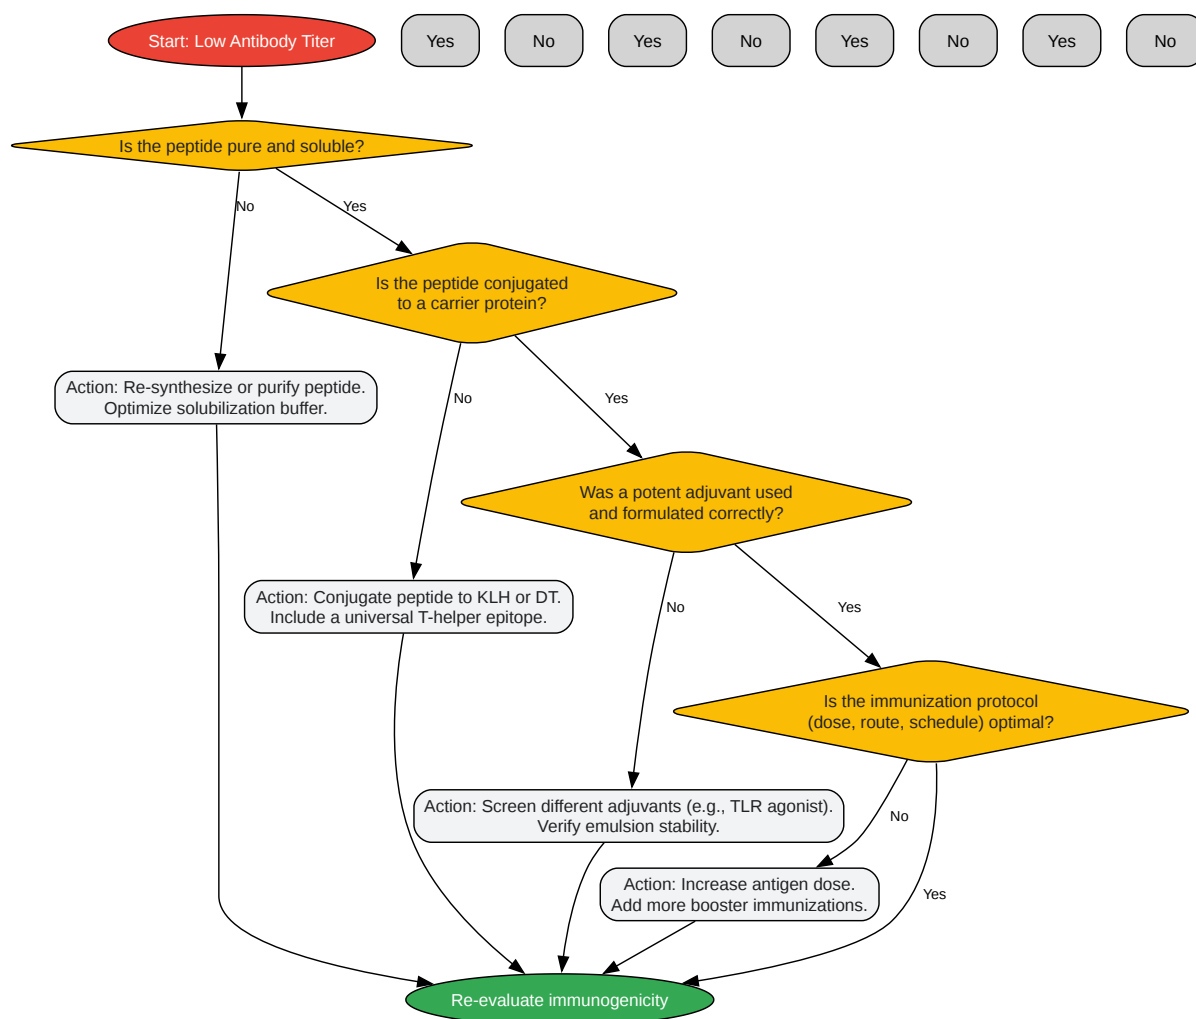 Start: Low Antibody Titer
Yes
No
Yes
No
Yes
No
Yes
No
Is the peptide pure and soluble?
No
Yes
Is the peptide conjugated
to a carrier protein?
Action: Re-synthesize or purify peptide.
Optimize solubilization buffer.
No
Yes
Was a potent adjuvant used
and formulated correctly?
Action: Conjugate peptide to KLH or DT.
Include a universal T-helper epitope.
No
Yes
Is the immunization protocol
(dose, route, schedule) optimal?
Action: Screen different adjuvants (e.g., TLR agonist).
Verify emulsion stability.
No
Action: Increase antigen dose.
Add more booster immunizations.
Yes
Re-evaluate immunogenicity